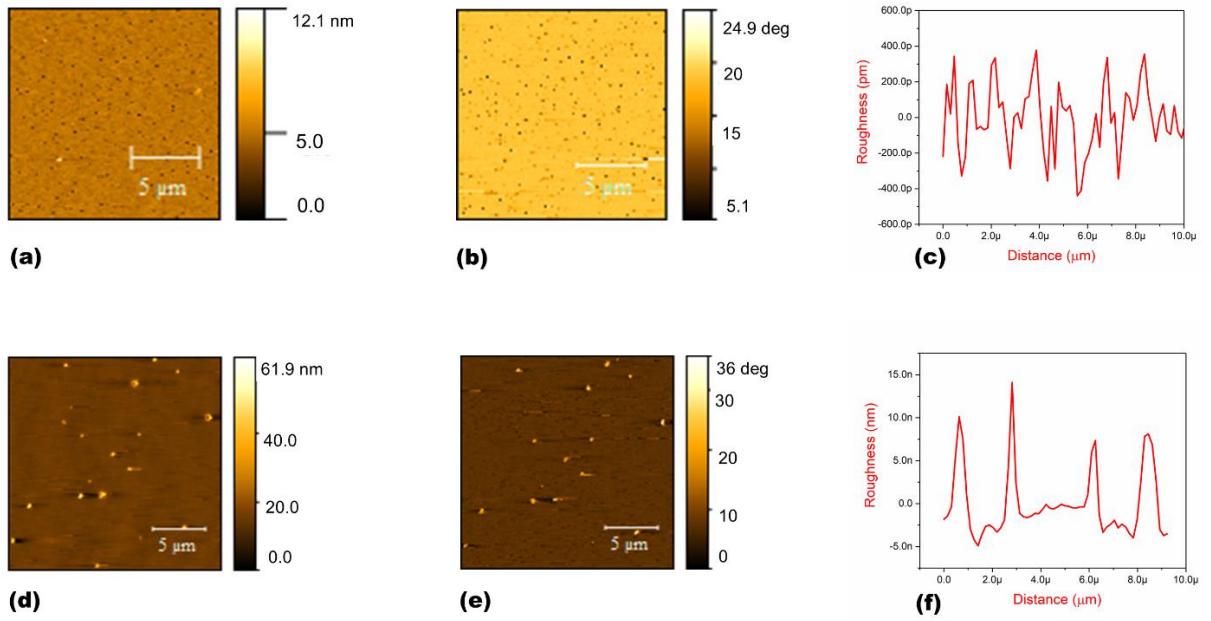 12.1 nm
5.0
0.0
5 µm
(a)
24.9 deg
20
15
5.1
5 µm
(b)
600.0p
400.0p
200.0p
0.0
-200.0p
-400.0p
-600.0p
Roughness (pm)
0.0 2.0µ 4.0µ 6.0µ 8.0µ 10.0µ
Distance (µm)
(c)
61.9 nm
40.0
20.0
0.0
5 µm
(d)
36 deg
30
20
10
0
5 µm
(e)
15.0n
10.0n
5.0n
0.0
-5.0n
Roughness (nm)
0.0 2.0µ 4.0µ 6.0µ 8.0µ 10.0µ
Distance (µm)
(f)